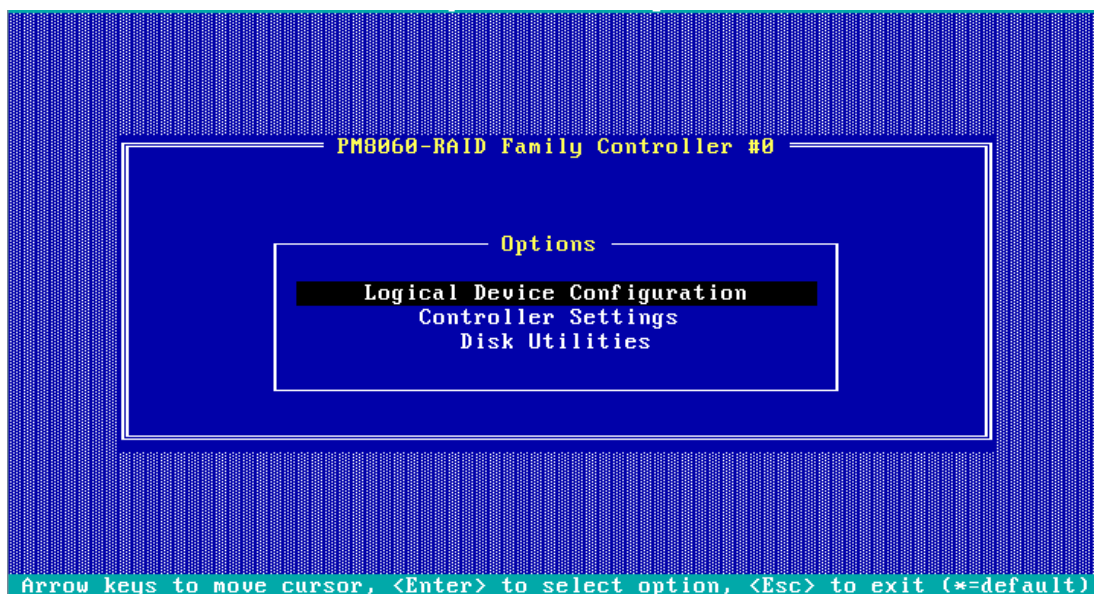 PM8060-RAID Family Controller #0
Options
Logical Device Configuration
Controller Settings
Disk Utilities
Arrow keys to move cursor, <Enter> to select option, <Esc> to exit (*=default)